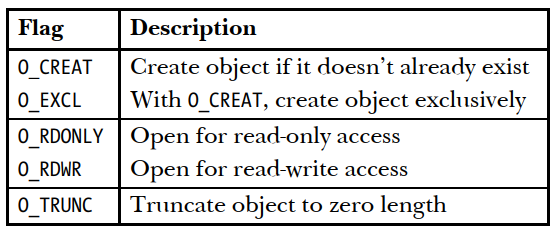 Flag Description
O_CREAT Create object if it doesn’t already exist
O_EXCL With O_CREAT, create object exclusively
O_RDONLY Open for read-only access
O_RDWR Open for read-write access
O_TRUNC Truncate object to zero length